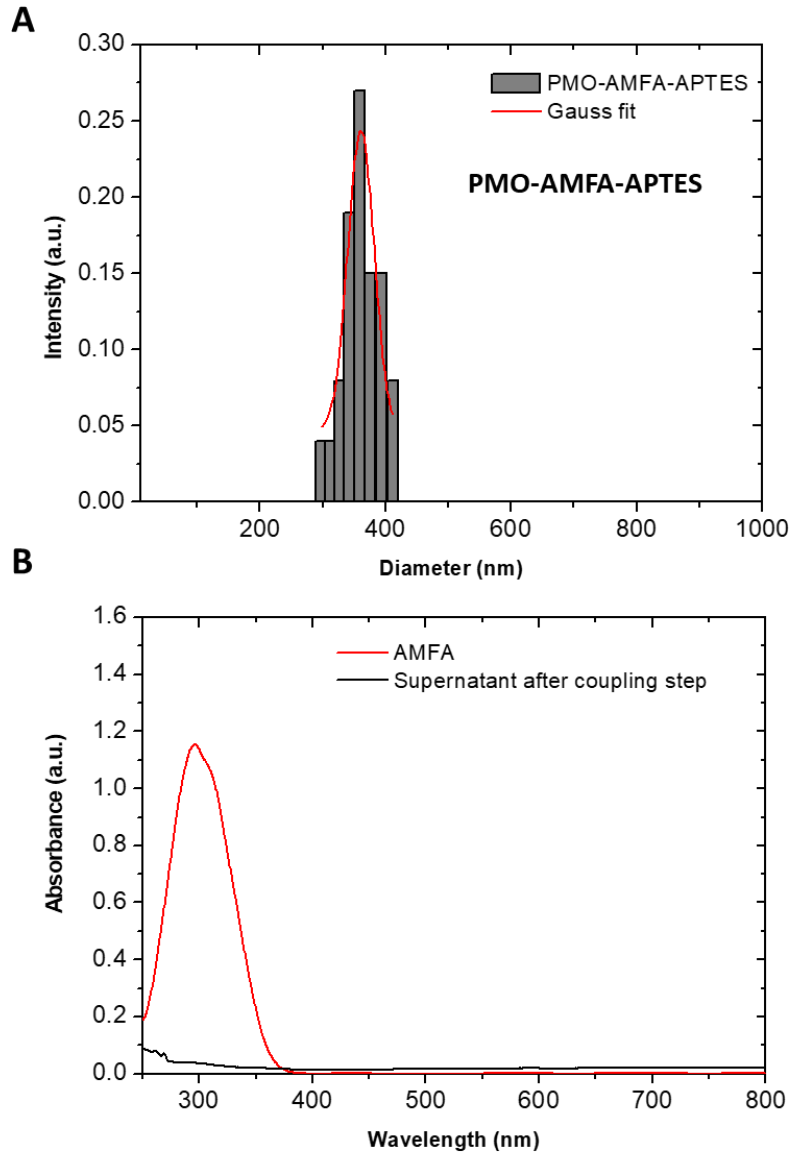 A
0.30
0.25
0.20
0.15
0.10
0.05
0.00
Intensity (a.u.)
PMO-AMFA-APTES
Gauss fit
PMO-AMFA-APTES
200 400 600 800 1000
Diameter (nm)
B
1.6
1.4
1.2
1.0
0.8
0.6
0.4
0.2
0.0
Absorbance (a.u.)
AMFA
Supernatant after coupling step
300 400 500 600 700 800
Wavelength (nm)